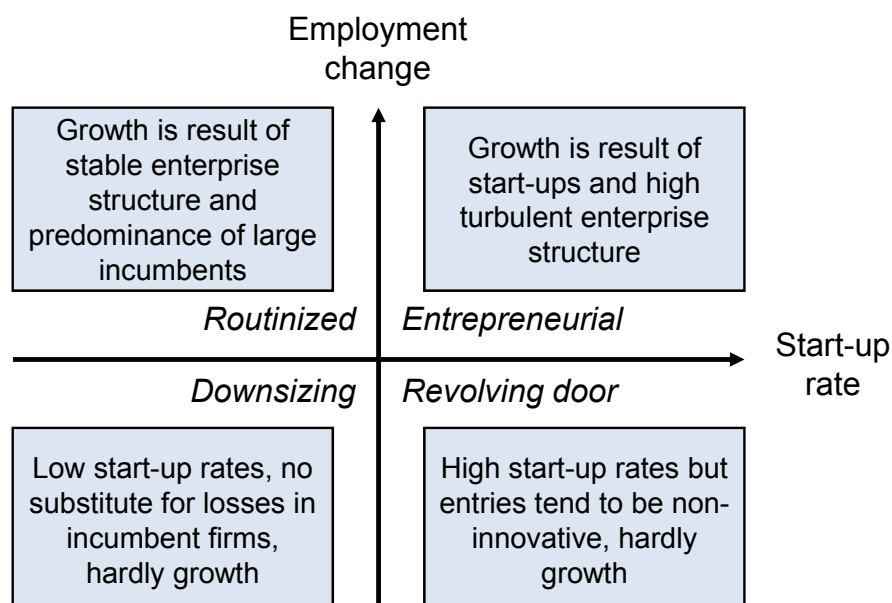 Employment
change
Growth is result of
stable enterprise
structure and
predominance of large
incumbents
Growth is result of
start-ups and high
turbulent enterprise
structure
Routinized
Entrepreneurial
Start-up
rate
Downsizing
Revolving door
Low start-up rates, no
substitute for losses in
incumbent firms,
hardly growth
High start-up rates but
entries tend to be non-
innovative, hardly
growth